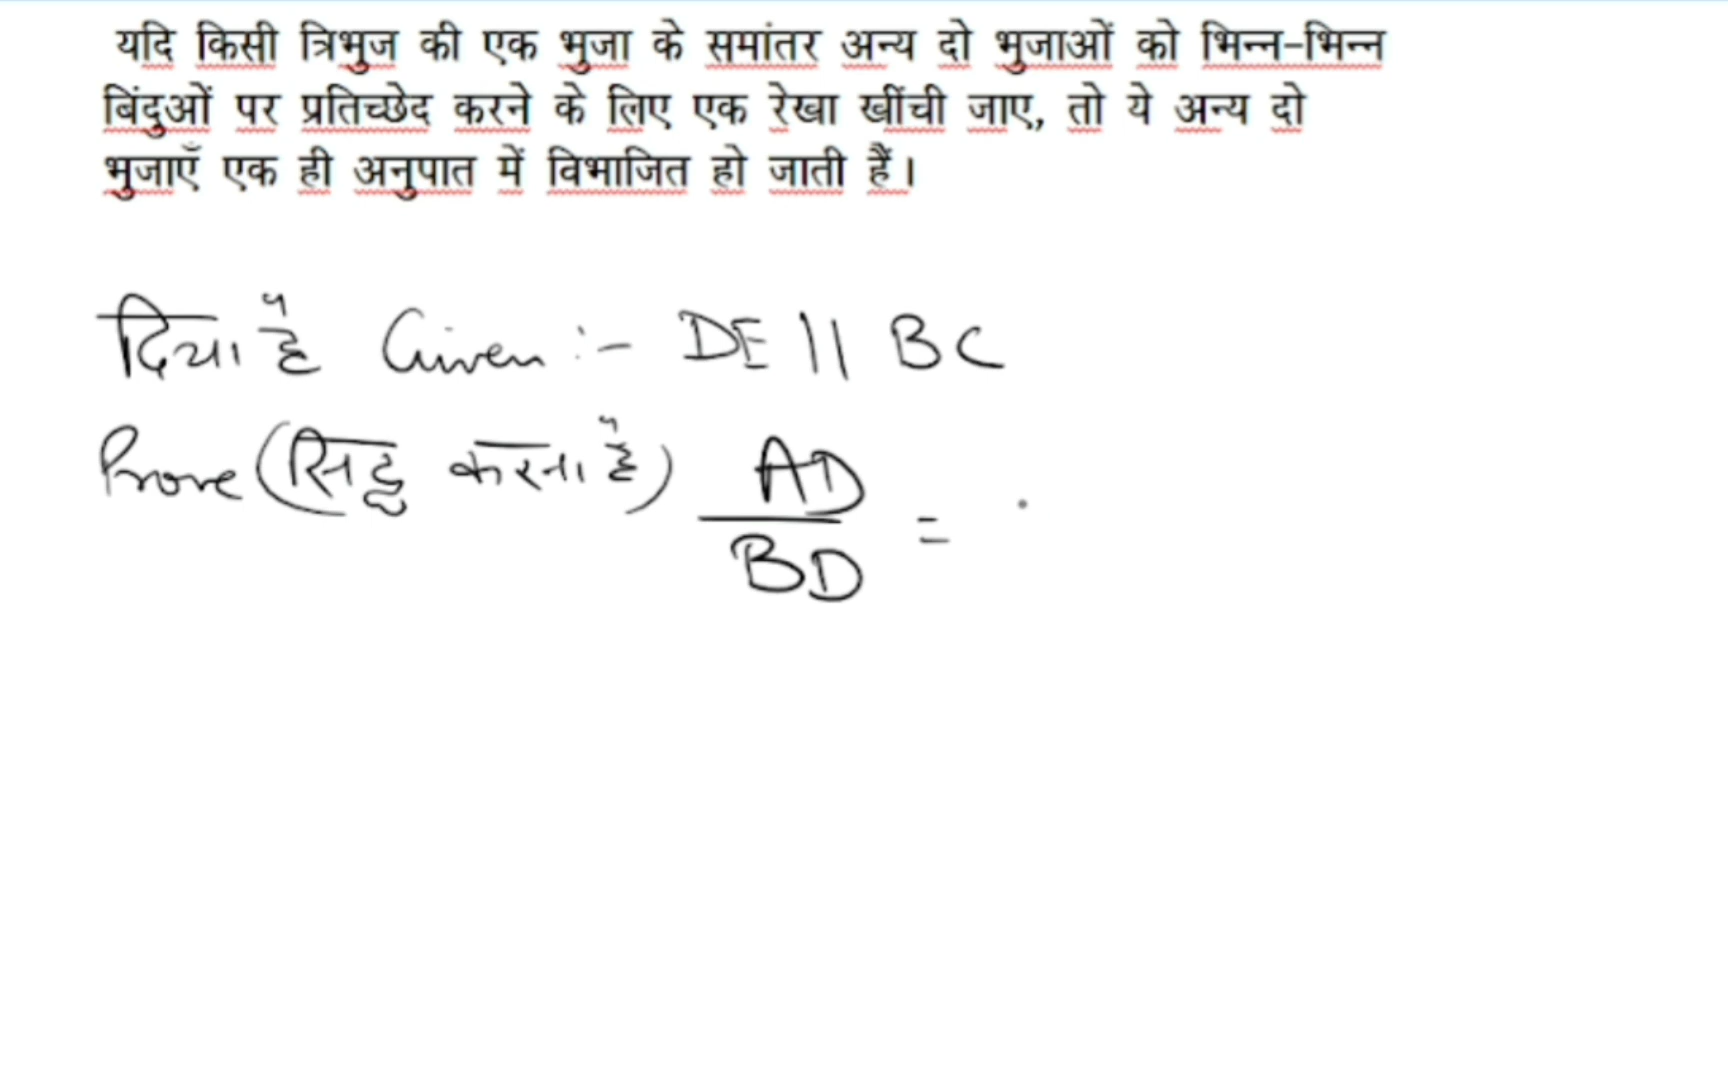 यदि किसी त्रिभुज की एक भुजा के समांतर अन्य दो भुजाओं को भिन्न-भिन्न
बिंदुओं पर प्रतिच्छेद करने के लिए एक रेखा खींची जाए, तो ये अन्य दो
भुजाएँ एक ही अनुपात में विभाजित हो जाती हैं।
दिया है Given :- DE || BC
Prove (सिद्ध करना है) AD
BD =